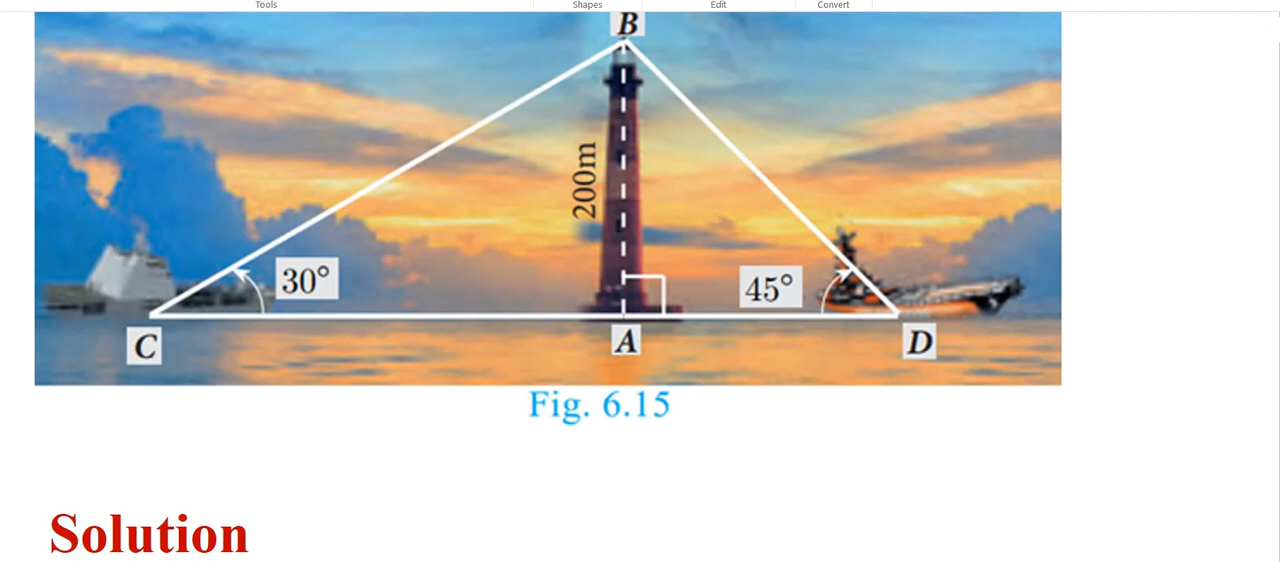 Tools Shapes Edit Convert
B
200m
30°
45°
C A D
Fig. 6.15
Solution